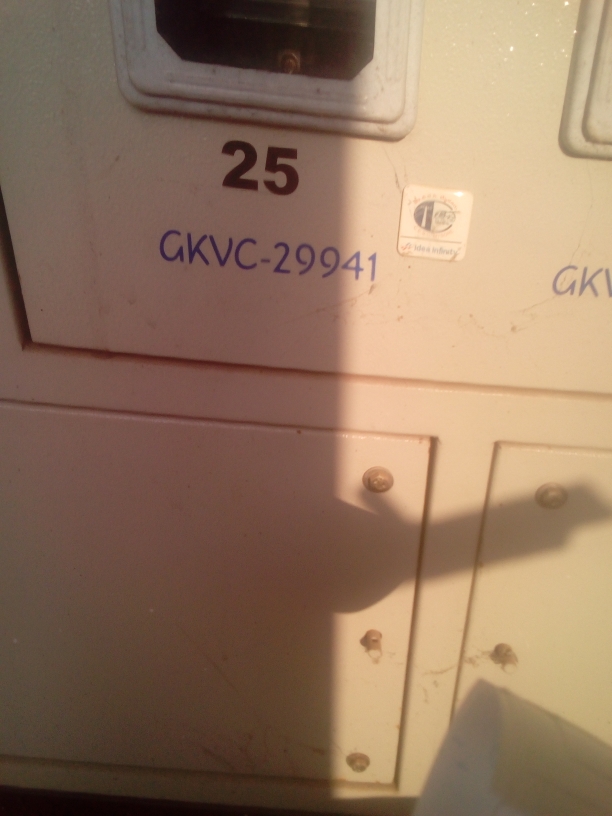 25
GKVC-29941
Idea Infinity
GKV